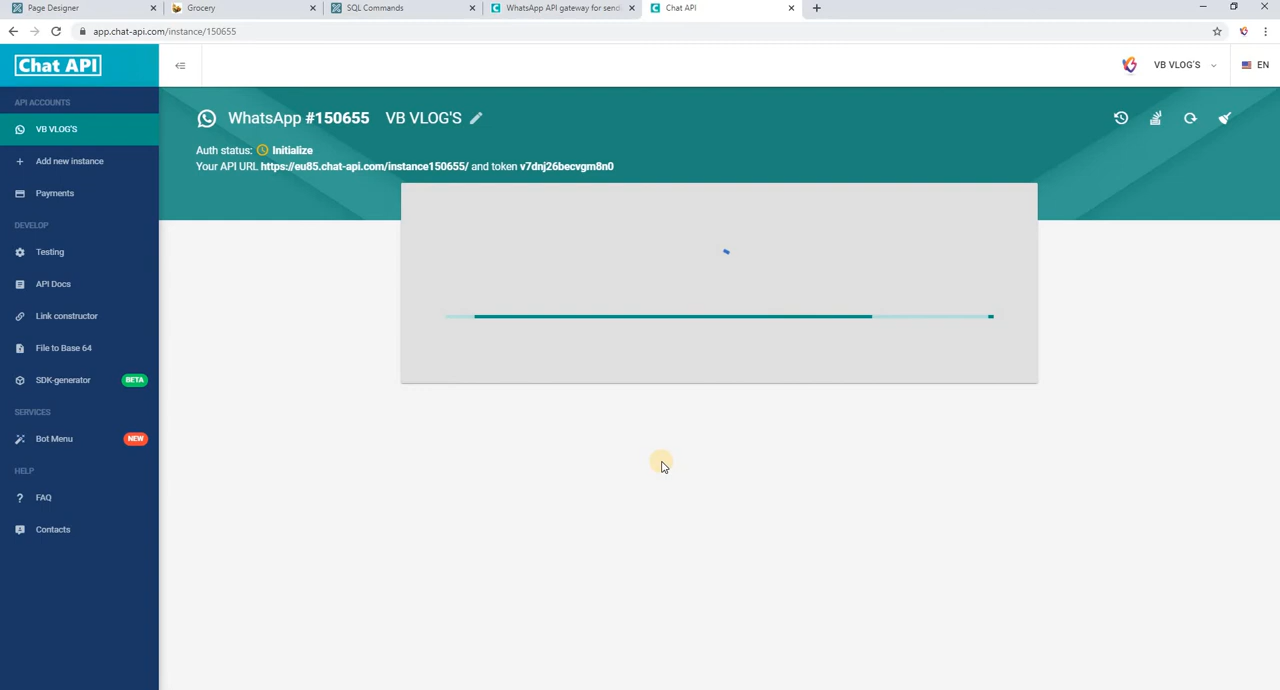 Page Designer
Grocery
SQL Commands
WhatsApp API gateway for send
Chat API
app.chat-api.com/instance/150655
Chat API
VB VLOG'S
EN
API ACCOUNTS
VB VLOG'S
Add new instance
Payments
DEVELOP
Testing
API Docs
Link constructor
File to Base 64
SDK-generator BETA
SERVICES
Bot Menu NEW
HELP
FAQ
Contacts
WhatsApp #150655 VB VLOG'S
Auth status: Initialize
Your API URL https://eu85.chat-api.com/instance150655/ and token v7dnj26becvgm8n0